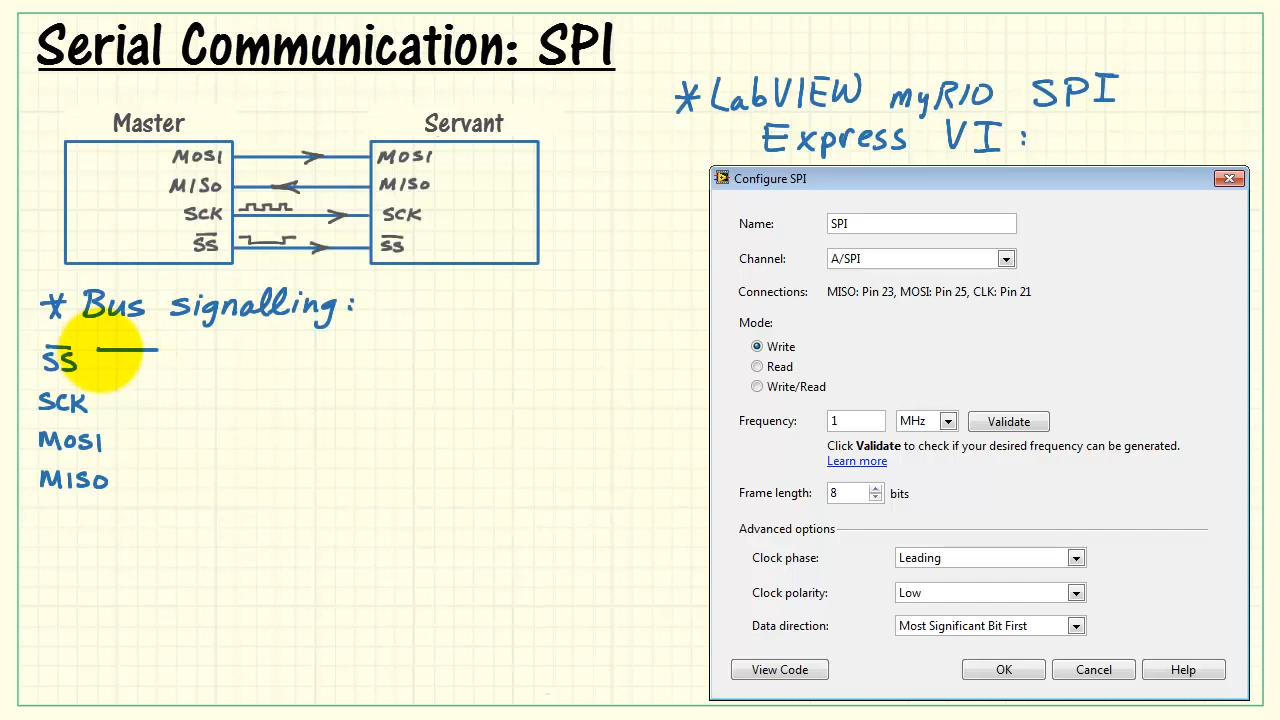 Serial Communication: SPI
Master
Servant
MOSI
MISO
SCK
SS
MOSI
MISO
SCK
SS
* Bus signalling:
SS
SCK
MOSI
MISO
* LabVIEW myRIO SPI
Express VI:
Configure SPI
Name: SPI
Channel: A/SPI
Connections: MISO: Pin 23, MOSI: Pin 25, CLK: Pin 21
Mode:
Write
Read
Write/Read
Frequency: 1 MHz Validate
Click Validate to check if your desired frequency can be generated.
Learn more
Frame length: 8 bits
Advanced options
Clock phase: Leading
Clock polarity: Low
Data direction: Most Significant Bit First
View Code OK Cancel Help